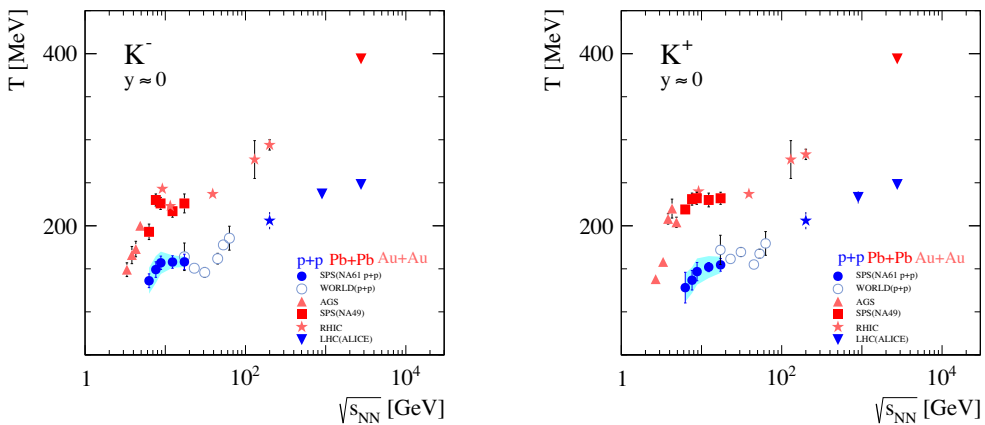 T [MeV]
400
200
K-
y ≈ 0
p+p Pb+Pb Au+Au
SPS(NA61 p+p)
WORLD(p+p)
AGS
SPS(NA49)
RHIC
LHC(ALICE)
1 10² 10⁴
√sNN [GeV]
T [MeV]
400
200
K+
y ≈ 0
p+p Pb+Pb Au+Au
SPS(NA61 p+p)
WORLD(p+p)
AGS
SPS(NA49)
RHIC
LHC(ALICE)
1 10² 10⁴
√sNN [GeV]